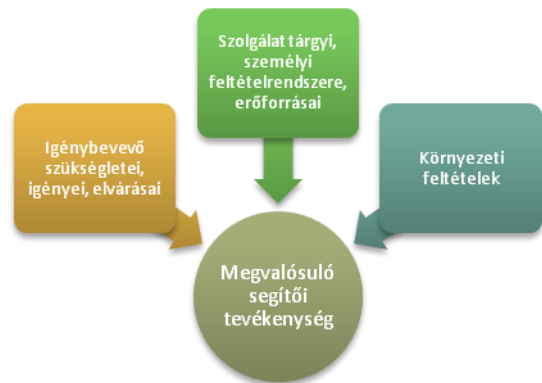 Szolgálat tárgyi,
személyi
feltételrendszere,
erőforrásai
Igénybevevő
szükségletei,
igényei, elvárásai
Környezeti
feltételek
Megvalósuló
segítői
tevékenység